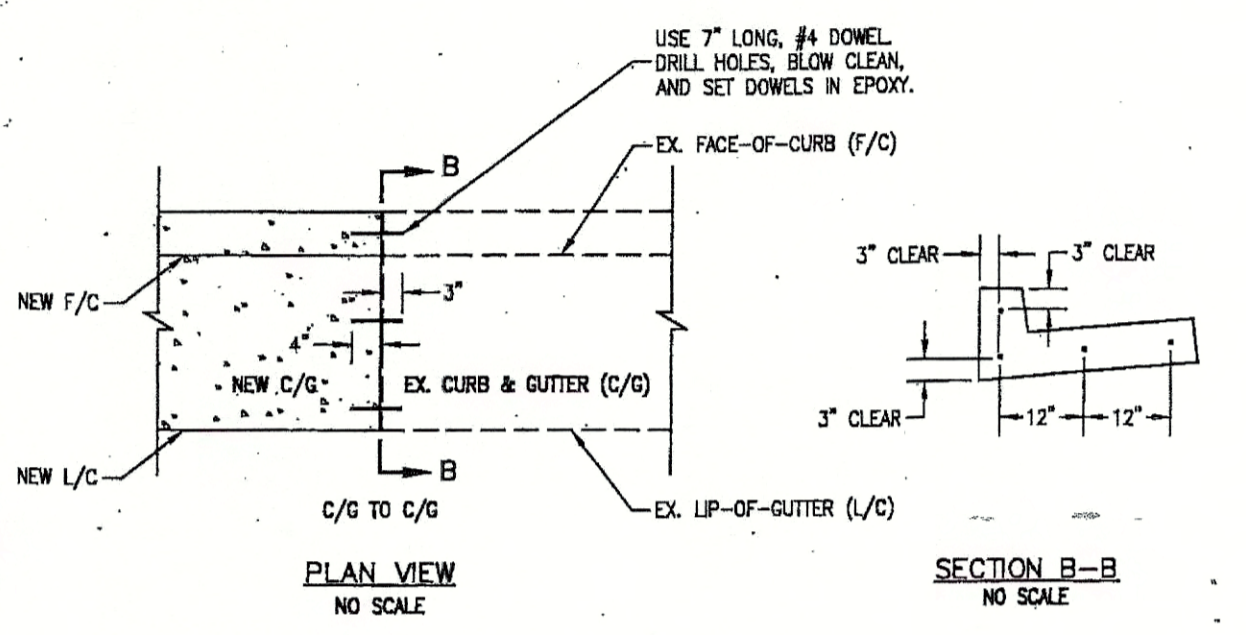 USE 7" LONG, #4 DOWEL
DRILL HOLES, BLOW CLEAN,
AND SET DOWELS IN EPOXY.
EX. FACE-OF-CURB (F/C)
B
NEW F/C
3"
4"
NEW C/G
EX. CURB & GUTTER (C/G)
NEW L/C
B
C/G TO C/G
EX. LIP-OF-GUTTER (L/C)
PLAN VIEW
NO SCALE
3" CLEAR
3" CLEAR
3" CLEAR
12"
12"
SECTION B-B
NO SCALE